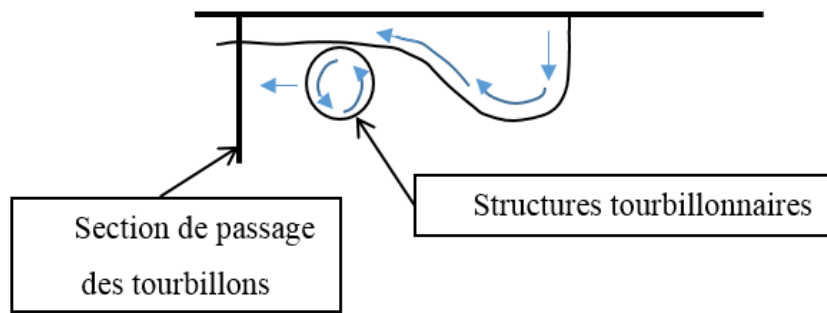 Section de passage
des tourbillons
Structures tourbillonnaires